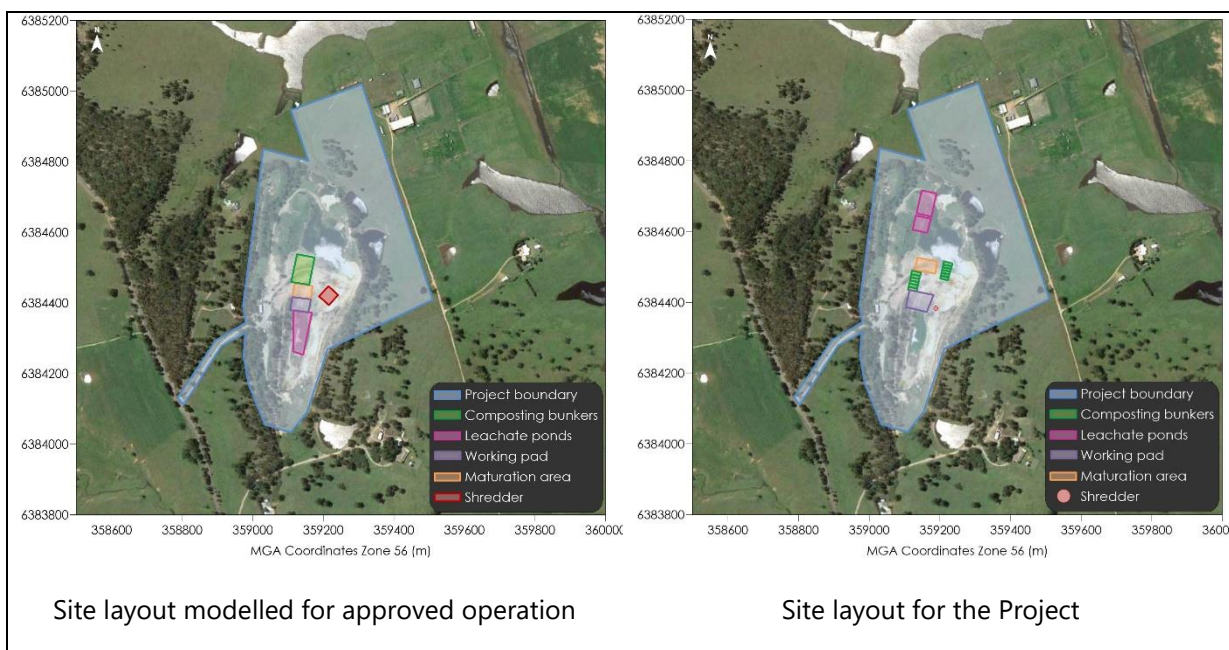 6385200
6385000
6384800
6384600
6384400
6384200
6384000
6383800
N
Project boundary
Composting bunkers
Leachate ponds
Working pad
Maturation area
Shredder
358600 358800 359000 359200 359400 359600 359800 36000
MGA Coordinates Zone 56 (m)
Site layout modelled for approved operation
6385200
6385000
6384800
6384600
6384400
6384200
6384000
6383800
N
Project boundary
Composting bunkers
Leachate ponds
Working pad
Maturation area
Shredder
358600 358800 359000 359200 359400 359600 359800 3600
MGA Coordinates Zone 56 (m)
Site layout for the Project